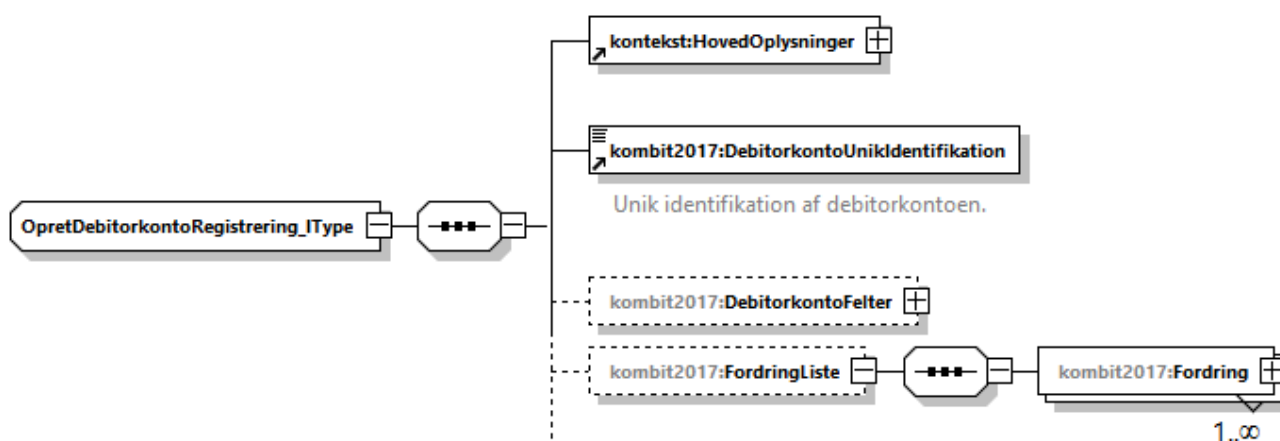 kontekst:HovedOplysninger
kombit2017:DebitorkontoUnikIdentifikation
Unik identifikation af debitorkontoen.
OpretDebitorkontoRegistrering_IType
kombit2017:DebitorkontoFelter
kombit2017:FordringListe
kombit2017:Fordring
1..∞